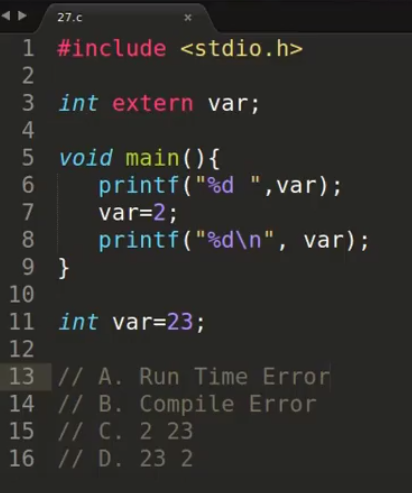 27.c ×
1 #include <stdio.h>
2
3 int extern var;
4
5 void main(){
6 printf("%d ",var);
7 var=2;
8 printf("%d\n", var);
9 }
10
11 int var=23;
12
13 // A. Run Time Error
14 // B. Compile Error
15 // C. 2 23
16 // D. 23 2